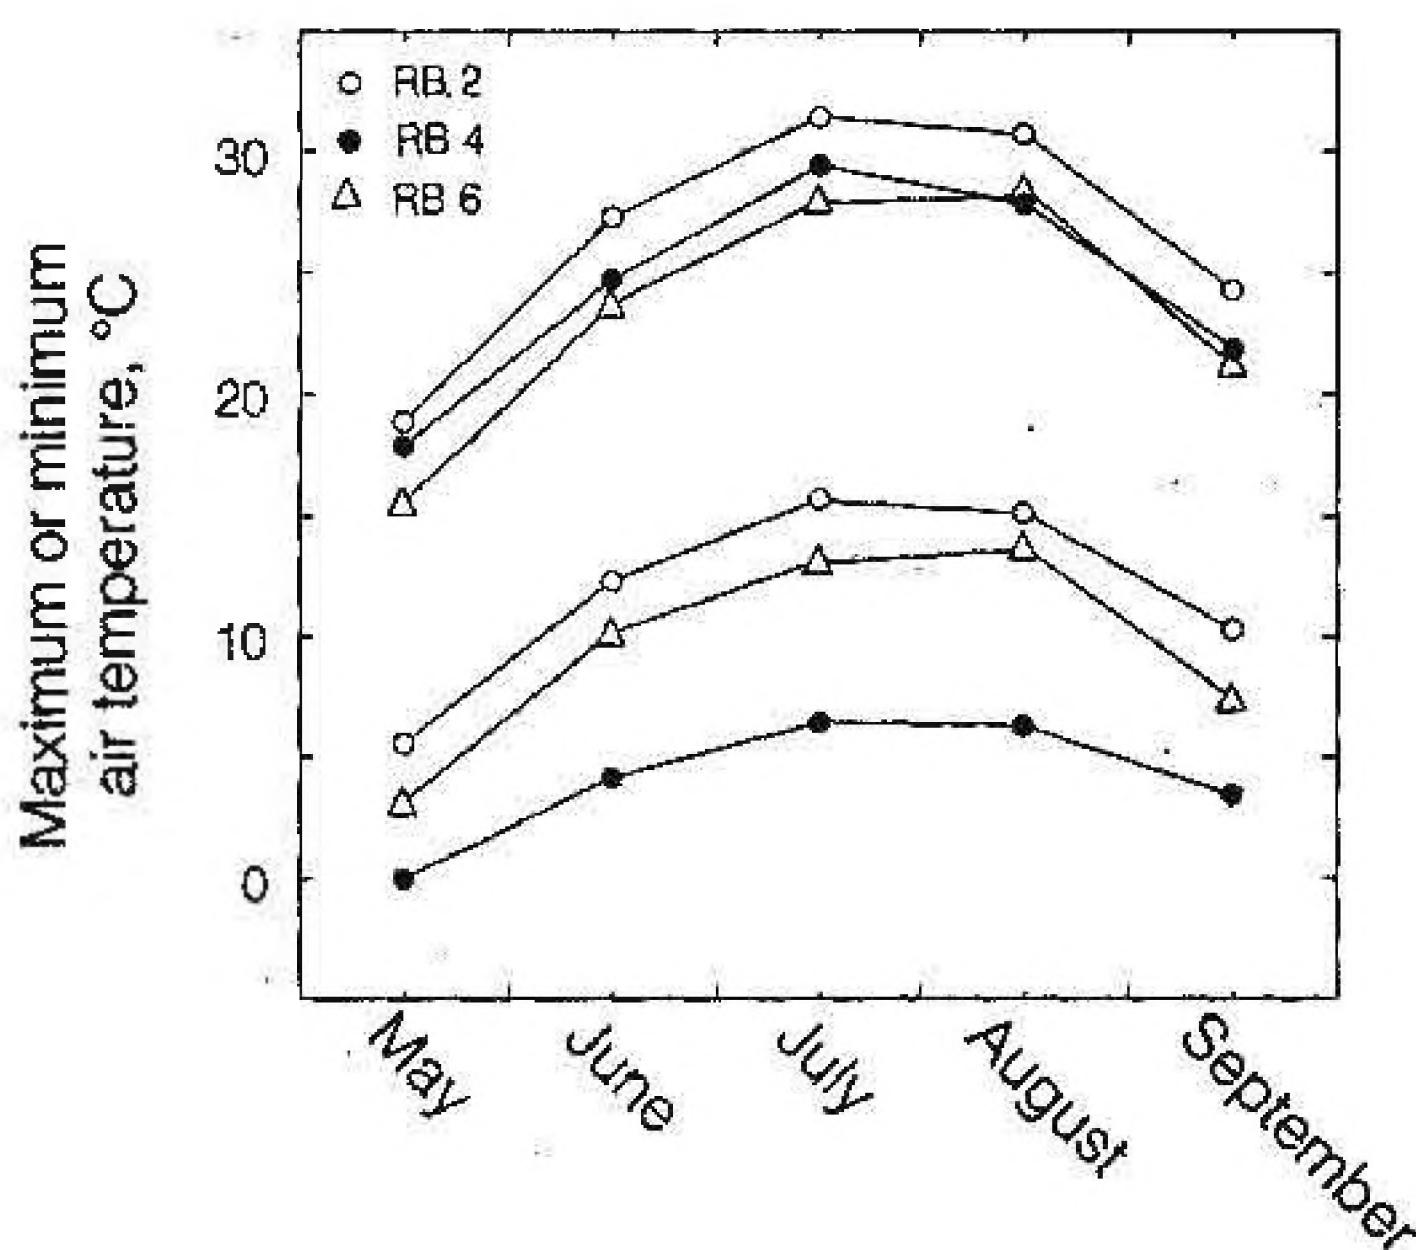 RB 2
RB 4
RB 6
30
20
10
0
Maximum or minimum
air temperature, °C
May
June
July
August
September